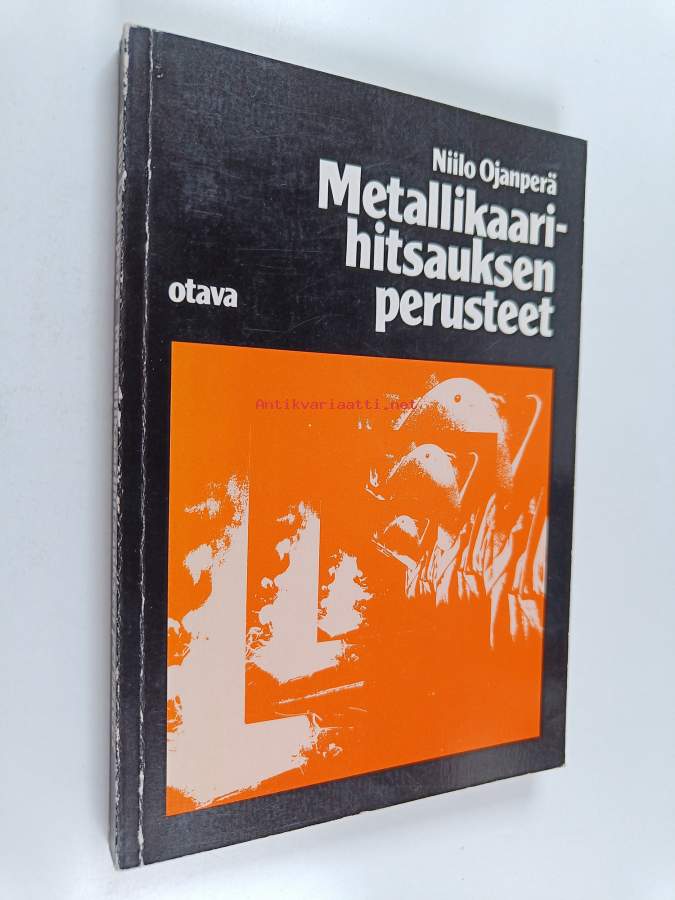 Niilo Ojanperä
Metallikaari-
hitsauksen
perusteet
otava
Antikvariaatti.net